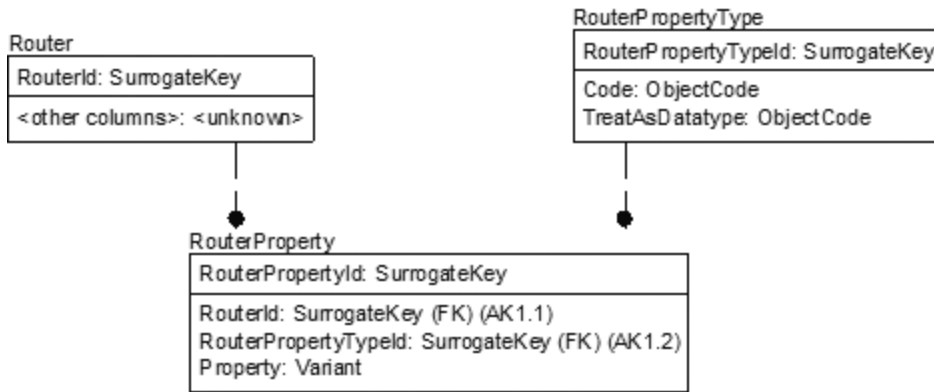 Router
RouterId: SurrogateKey
<other columns>: <unknown>
RouterPropertyType
RouterPropertyTypeId: SurrogateKey
Code: ObjectCode
TreatAsDatatype: ObjectCode
RouterProperty
RouterPropertyId: SurrogateKey
RouterId: SurrogateKey (FK) (AK1.1)
RouterPropertyTypeId: SurrogateKey (FK) (AK1.2)
Property: Variant